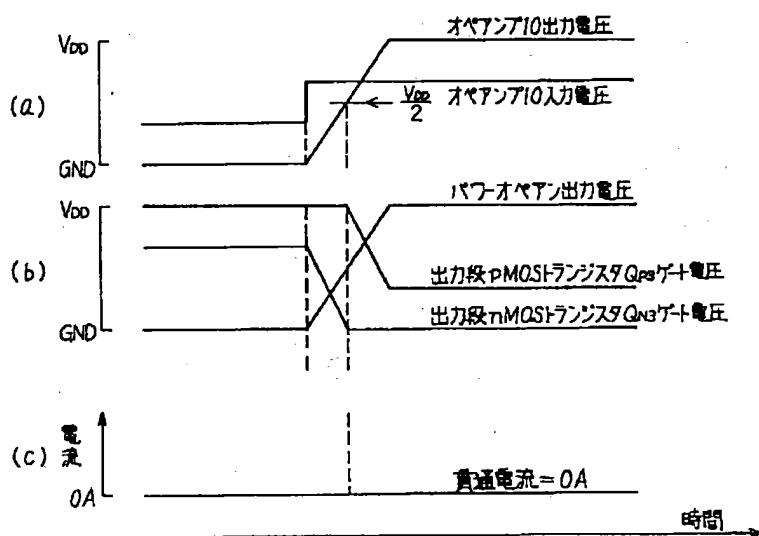 (a)
VDD
GND
オペアンプ10出力電圧
VDD/2
オペアンプ10入力電圧
(b)
VDD
GND
パワーオペアン出力電圧
出力段pMOSトランジスタQP3ゲート電圧
出力段nMOSトランジスタQN3ゲート電圧
(c)
電流
0A
貫通電流=0A
時間